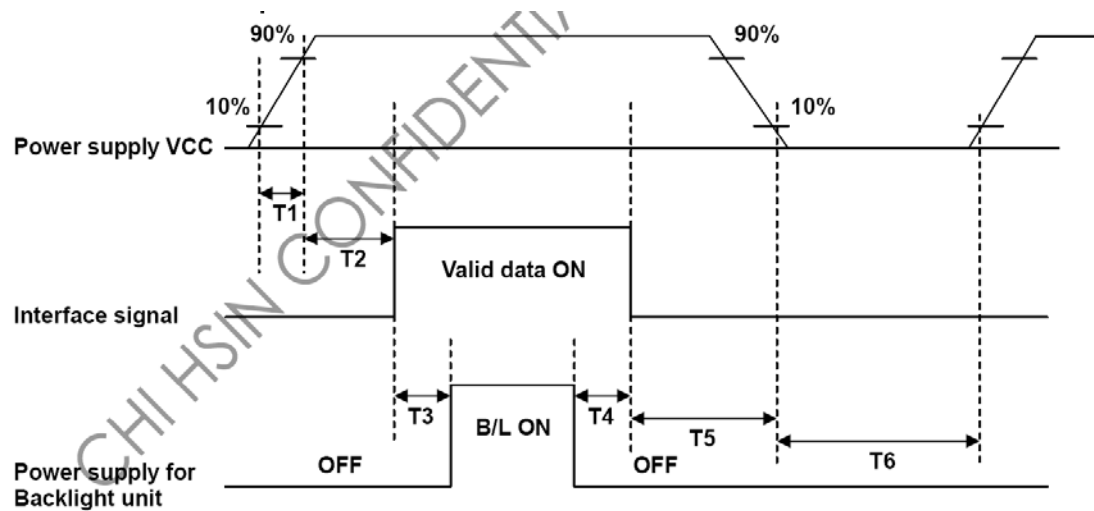 90%
90%
10%
10%
Power supply VCC
T1
T2
Valid data ON
Interface signal
T3
T4
B/L ON
T5
T6
OFF
OFF
Power supply for
Backlight unit
CHI HSIN CONFIDENTIA